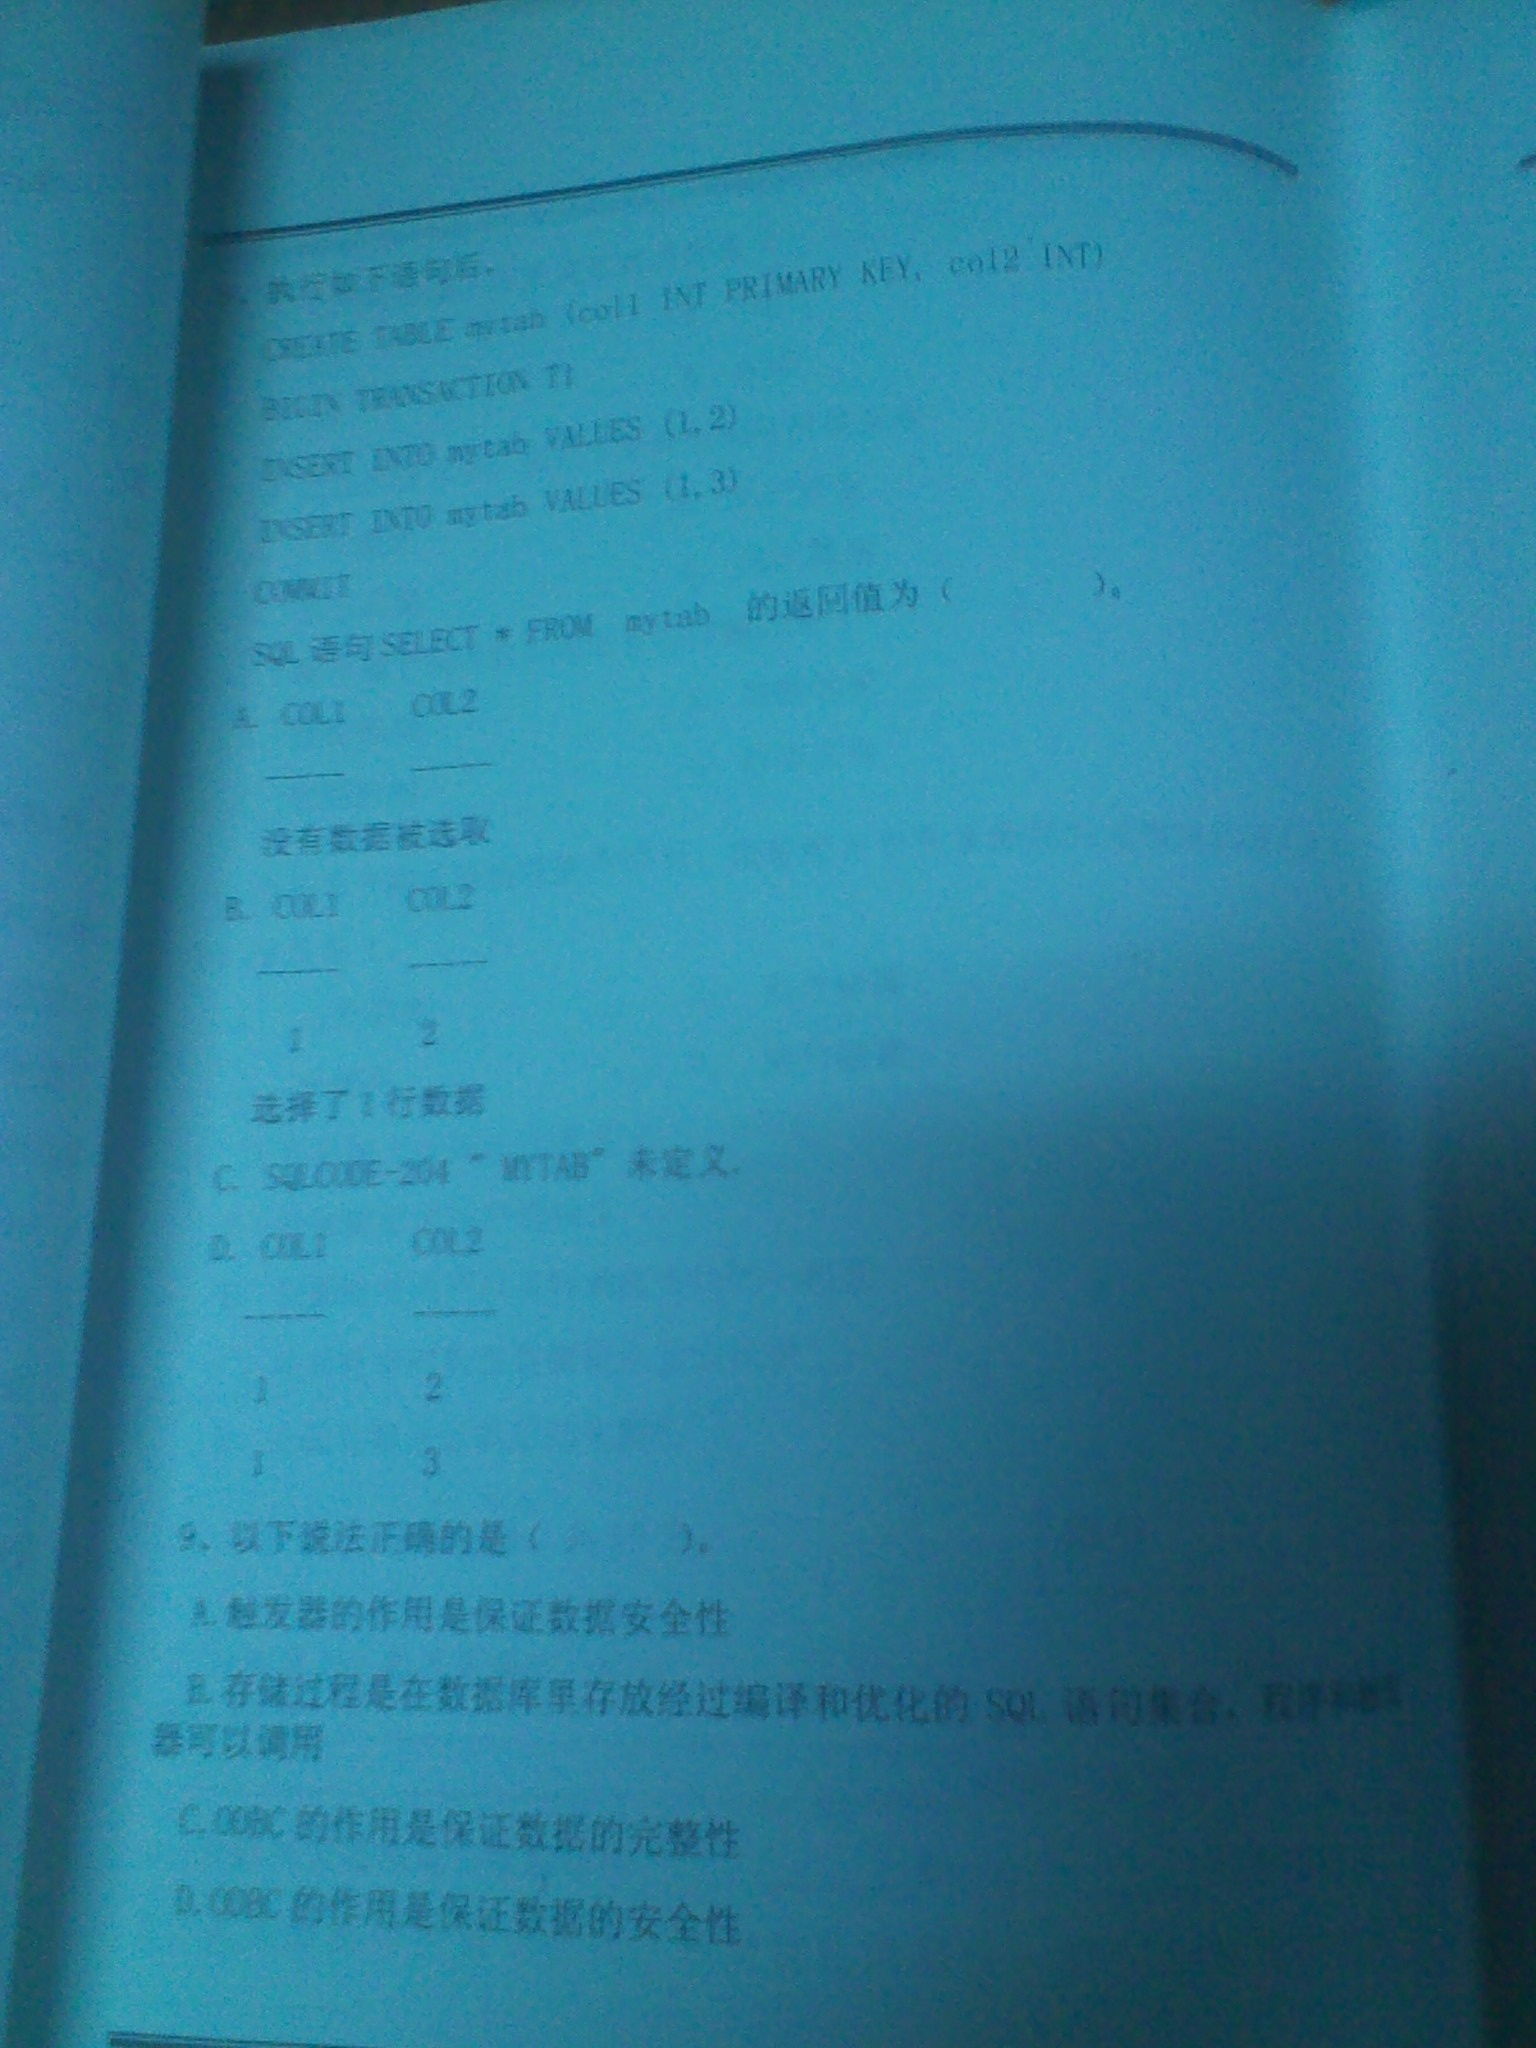 、执行如下语句后,
CREATE TABLE mytab (col1 INT PRIMARY KEY, col2 INT)
BIGIN TRANSACTION T1
INSERT INTO mytab VALUES (1,2)
INSERT INTO mytab VALUES (1,3)
COMMIT
SQL 语句 SELECT * FROM mytab 的返回值为( )。
A. COL1 COL2
----- -----
没有数据被选取
B. COL1 COL2
----- -----
1 2
选择了1行数据
C. SQLCODE-204 " MYTAB" 未定义.
D. COL1 COL2
----- -----
1 2
1 3
9、以下说法正确的是( )。
A.触发器的作用是保证数据安全性
B.存储过程是在数据库里存放经过编译和优化的 SQL 语句集合,
器可以调用
C.ODBC 的作用是保证数据的完整性
D.ODBC 的作用是保证数据的安全性